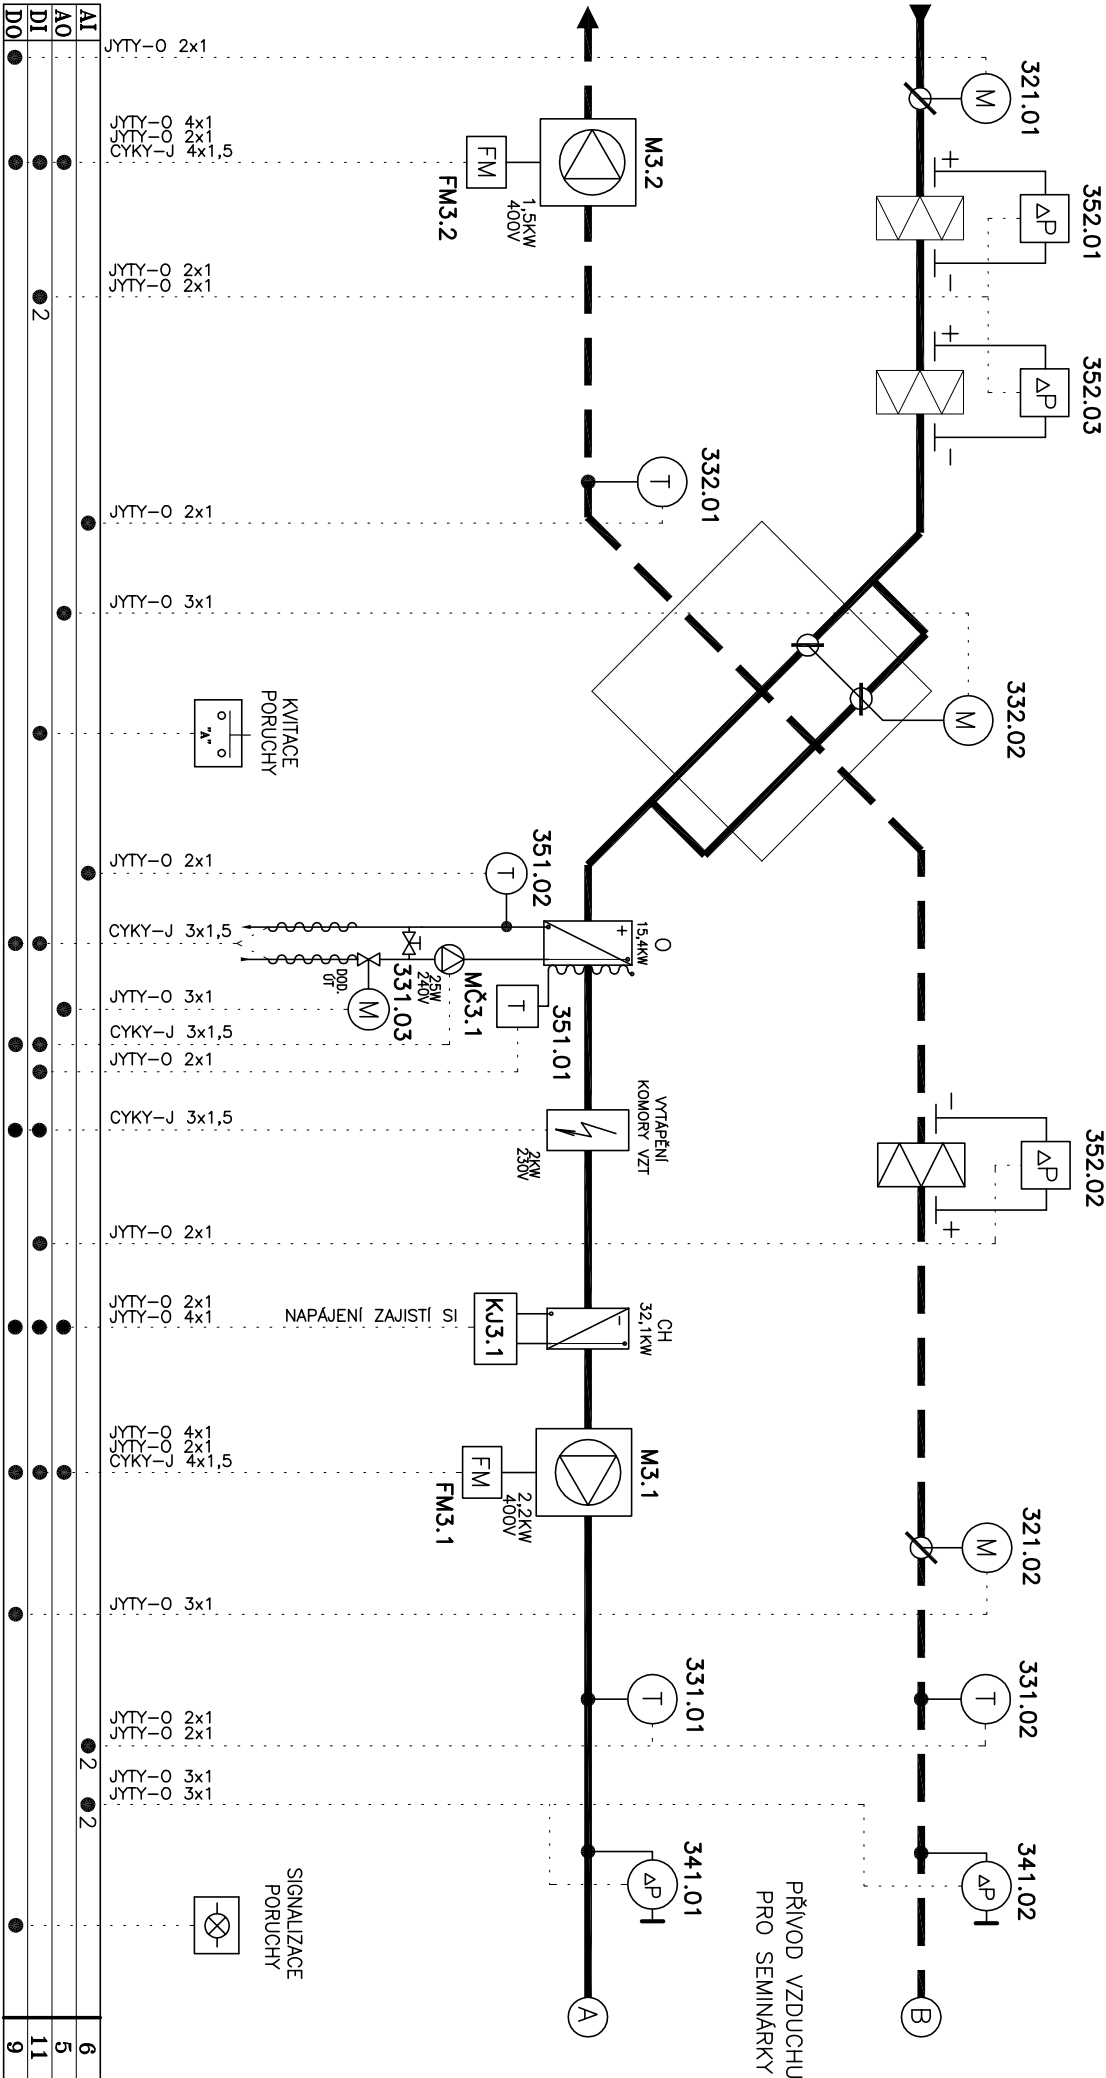 321.01
M
352.01
ΔP
+
-
352.03
ΔP
+
-
332.02
M
352.02
ΔP
-
+
321.02
M
331.02
T
341.02
ΔP
B
PŘÍVOD VZDUCHU
PRO SEMINÁRKY
M3.2
FM
FM3.2
1,5KW
400V
332.01
T
KVITACE
PORUCHY
"A"
351.02
T
O
15,4KW
+
MČ3.1
25W
240V
331.03
M
DOD.
ÚT
351.01
T
VYTÁPĚNÍ
KOMORY VZT
2KW
230V
CH
32,1KW
-
KJ3.1
NAPÁJENÍ ZAJISTÍ SI
M3.1
FM
FM3.1
2,2KW
400V
331.01
T
341.01
ΔP
A
SIGNALIZACE
PORUCHY
JYTY-O 2x1
JYTY-O 4x1
JYTY-O 2x1
CYKY-J 4x1,5
JYTY-O 2x1
JYTY-O 2x1
JYTY-O 2x1
JYTY-O 3x1
JYTY-O 2x1
CYKY-J 3x1,5
JYTY-O 3x1
CYKY-J 3x1,5
JYTY-O 2x1
CYKY-J 3x1,5
JYTY-O 2x1
JYTY-O 2x1
JYTY-O 4x1
JYTY-O 4x1
JYTY-O 2x1
CYKY-J 4x1,5
JYTY-O 3x1
JYTY-O 2x1
JYTY-O 2x1
JYTY-O 3x1
JYTY-O 3x1
AI 2 2 6
AO 5
DI 2 11
DO 9